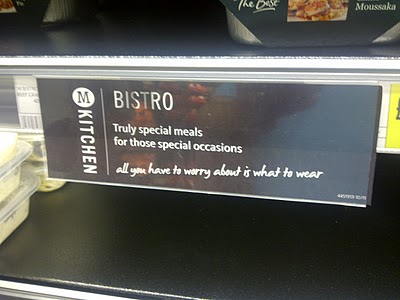 The Best
Moussaka
M
KITCHEN
BISTRO
Truly special meals
for those special occasions
all you have to worry about is what to wear